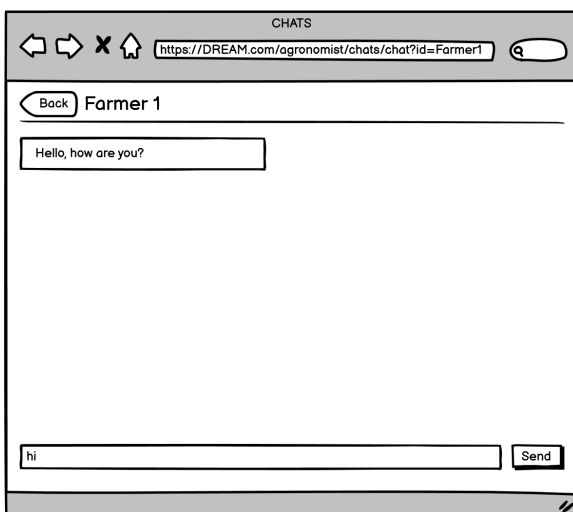 CHATS
https://DREAM.com/agronomist/chats/chat?id=Farmer1
Back Farmer 1
Hello, how are you?
hi Send